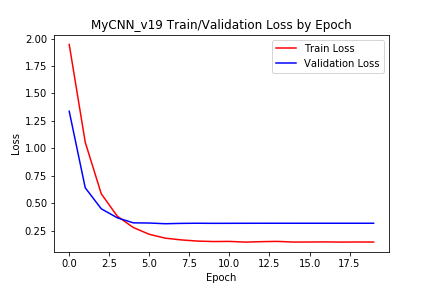 MyCNN_v19 Train/Validation Loss by Epoch
Train Loss
Validation Loss
2.00
1.75
1.50
1.25
1.00
0.75
0.50
0.25
Loss
0.0 2.5 5.0 7.5 10.0 12.5 15.0 17.5
Epoch